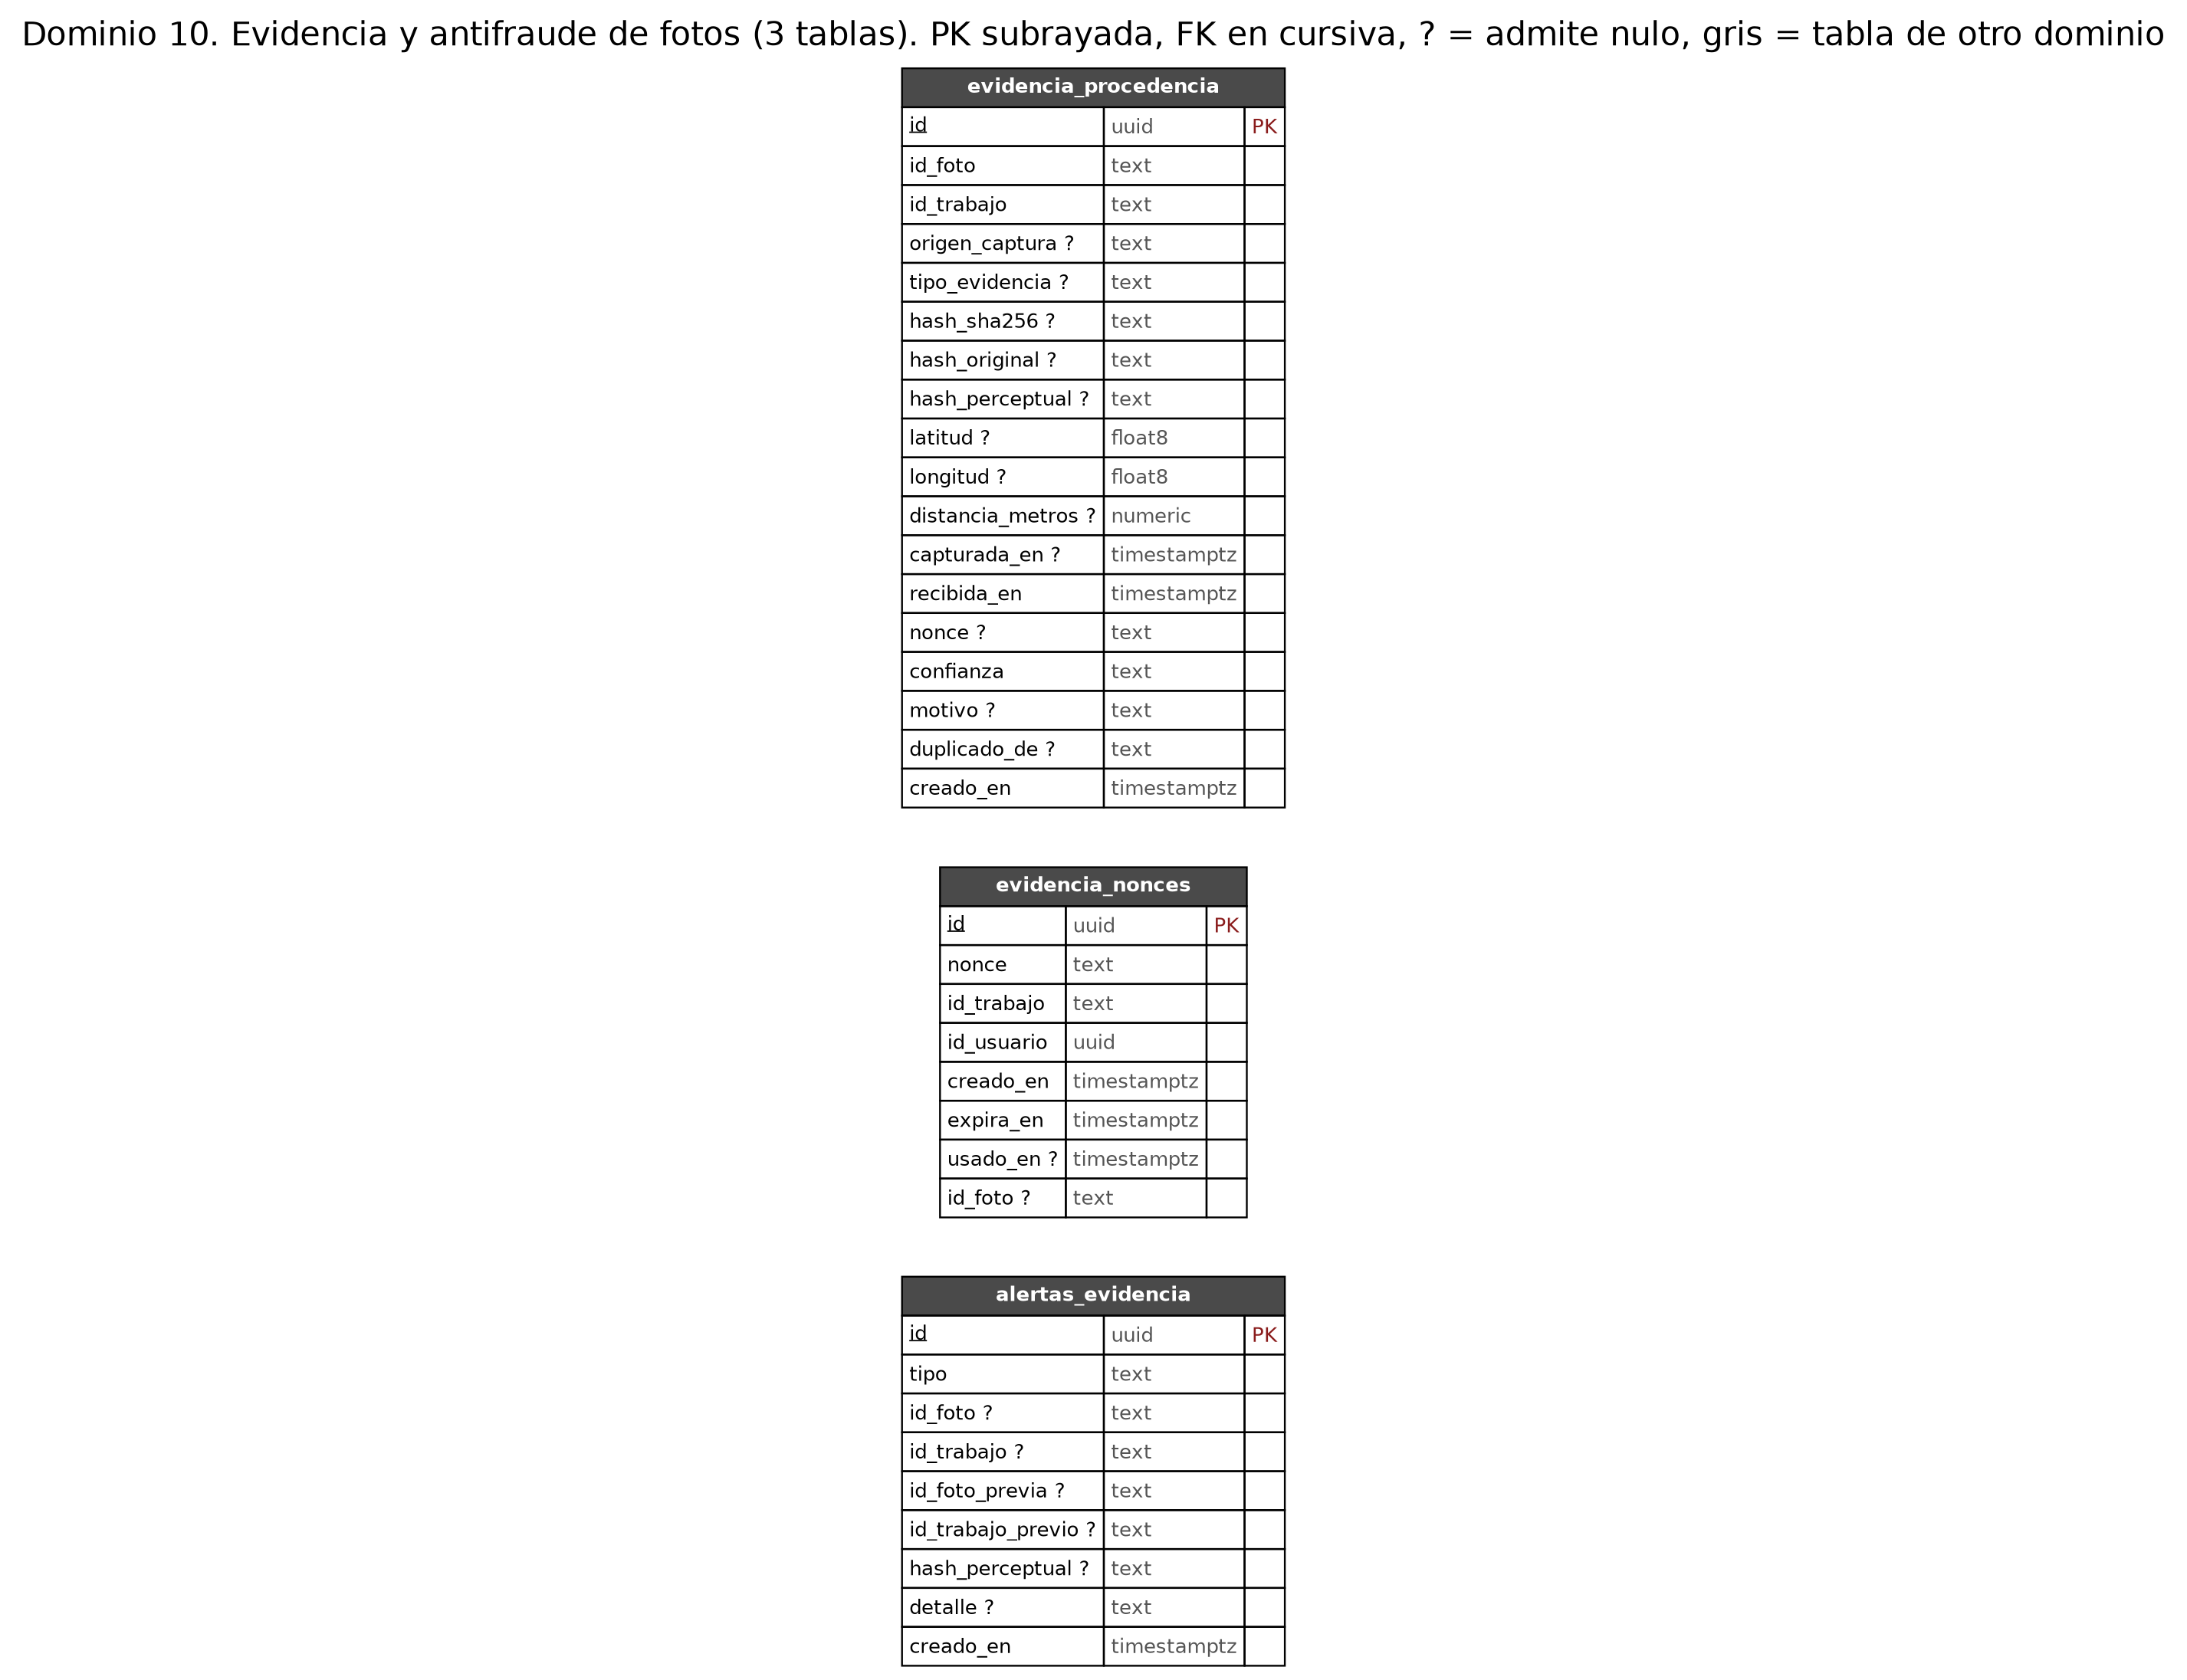 Dominio 10. Evidencia y antifraude de fotos (3 tablas). PK subrayada, FK en cursiva, ? = admite nulo, gris = tabla de otro dominio
evidencia_procedencia
id uuid PK
id_foto text
id_trabajo text
origen_captura ? text
tipo_evidencia ? text
hash_sha256 ? text
hash_original ? text
hash_perceptual ? text
latitud ? float8
longitud ? float8
distancia_metros ? numeric
capturada_en ? timestamptz
recibida_en timestamptz
nonce ? text
confianza text
motivo ? text
duplicado_de ? text
creado_en timestamptz
evidencia_nonces
id uuid PK
nonce text
id_trabajo text
id_usuario uuid
creado_en timestamptz
expira_en timestamptz
usado_en ? timestamptz
id_foto ? text
alertas_evidencia
id uuid PK
tipo text
id_foto ? text
id_trabajo ? text
id_foto_previa ? text
id_trabajo_previo ? text
hash_perceptual ? text
detalle ? text
creado_en timestamptz